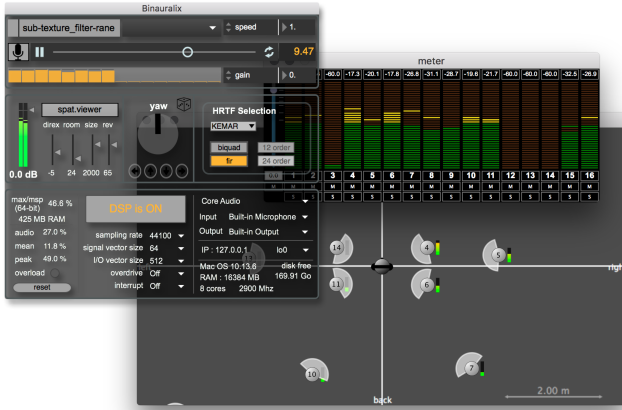 Binauralix
sub-texture_filter-rane
speed
1.
9.47
gain
0.
meter
-60.0 -17.3 -20.1 -17.8 -26.8 -31.1 -28.7 -19.6 -21.7 -60.0 -60.0 -60.0 -32.5 -26.9
0.0 1 2 3 4 5 6 7 8 9 10 11 12 13 14 15 16
M M M M M M M M M M M M M M M M
S S S S S S S S S S S S S S S S
spat.viewer
direx room size rev
-5 24 2000 65
0.0 dB
yaw
HRTF Selection
KEMAR
biquad 12 order
fir 24 order
max/msp 46.6 %
(64-bit)
425 MB RAM
audio 27.0 %
mean 11.8 %
peak 49.0 %
overload
reset
DSP is ON
sampling rate 44100
signal vector size 64
I/O vector size 512
overdrive Off
interrupt Off
Core Audio
Input Built-in Microphone
Output Built-in Output
IP : 127.0.0.1 lo0
Mac OS 10.13.6 disk free
RAM : 16384 MB 169.91 Go
8 cores 2900 Mhz
14
4
5
13
11
6
left
righ
10
7
2.00 m
back